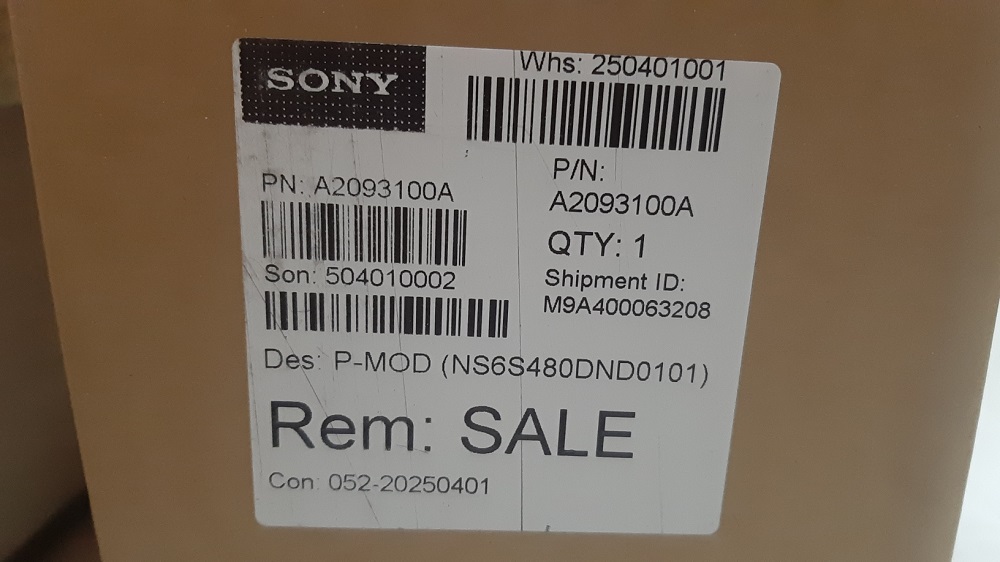 SONY
Whs: 250401001
PN: A2093100A
Son: 504010002
P/N:
A2093100A
QTY: 1
Shipment ID:
M9A400063208
Des: P-MOD (NS6S480DND0101)
Rem: SALE
Con: 052-20250401